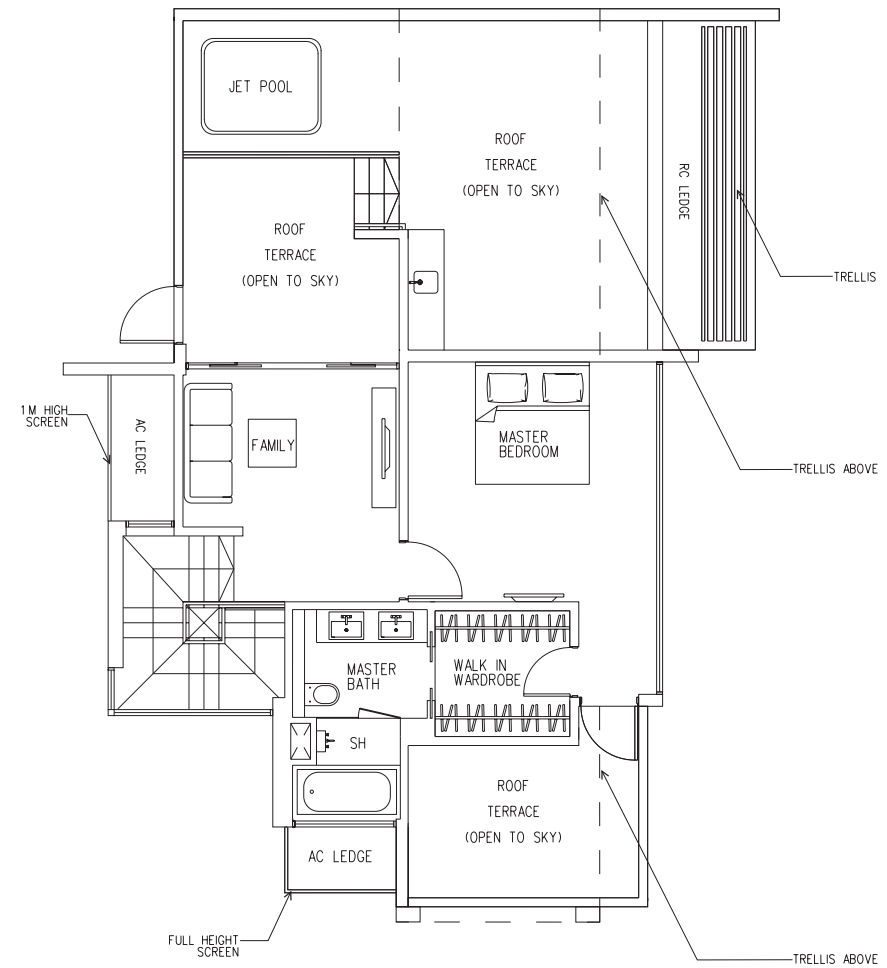 JET POOL
ROOF
TERRACE
(OPEN TO SKY)
RC LEDGE
ROOF
TERRACE
(OPEN TO SKY)
TRELLIS
1M HIGH
SCREEN
AC LEDGE
FAMILY
MASTER
BEDROOM
TRELLIS ABOVE
MASTER
BATH
WALK IN
WARDROBE
SH
ROOF
TERRACE
(OPEN TO SKY)
AC LEDGE
FULL HEIGHT
SCREEN
TRELLIS ABOVE